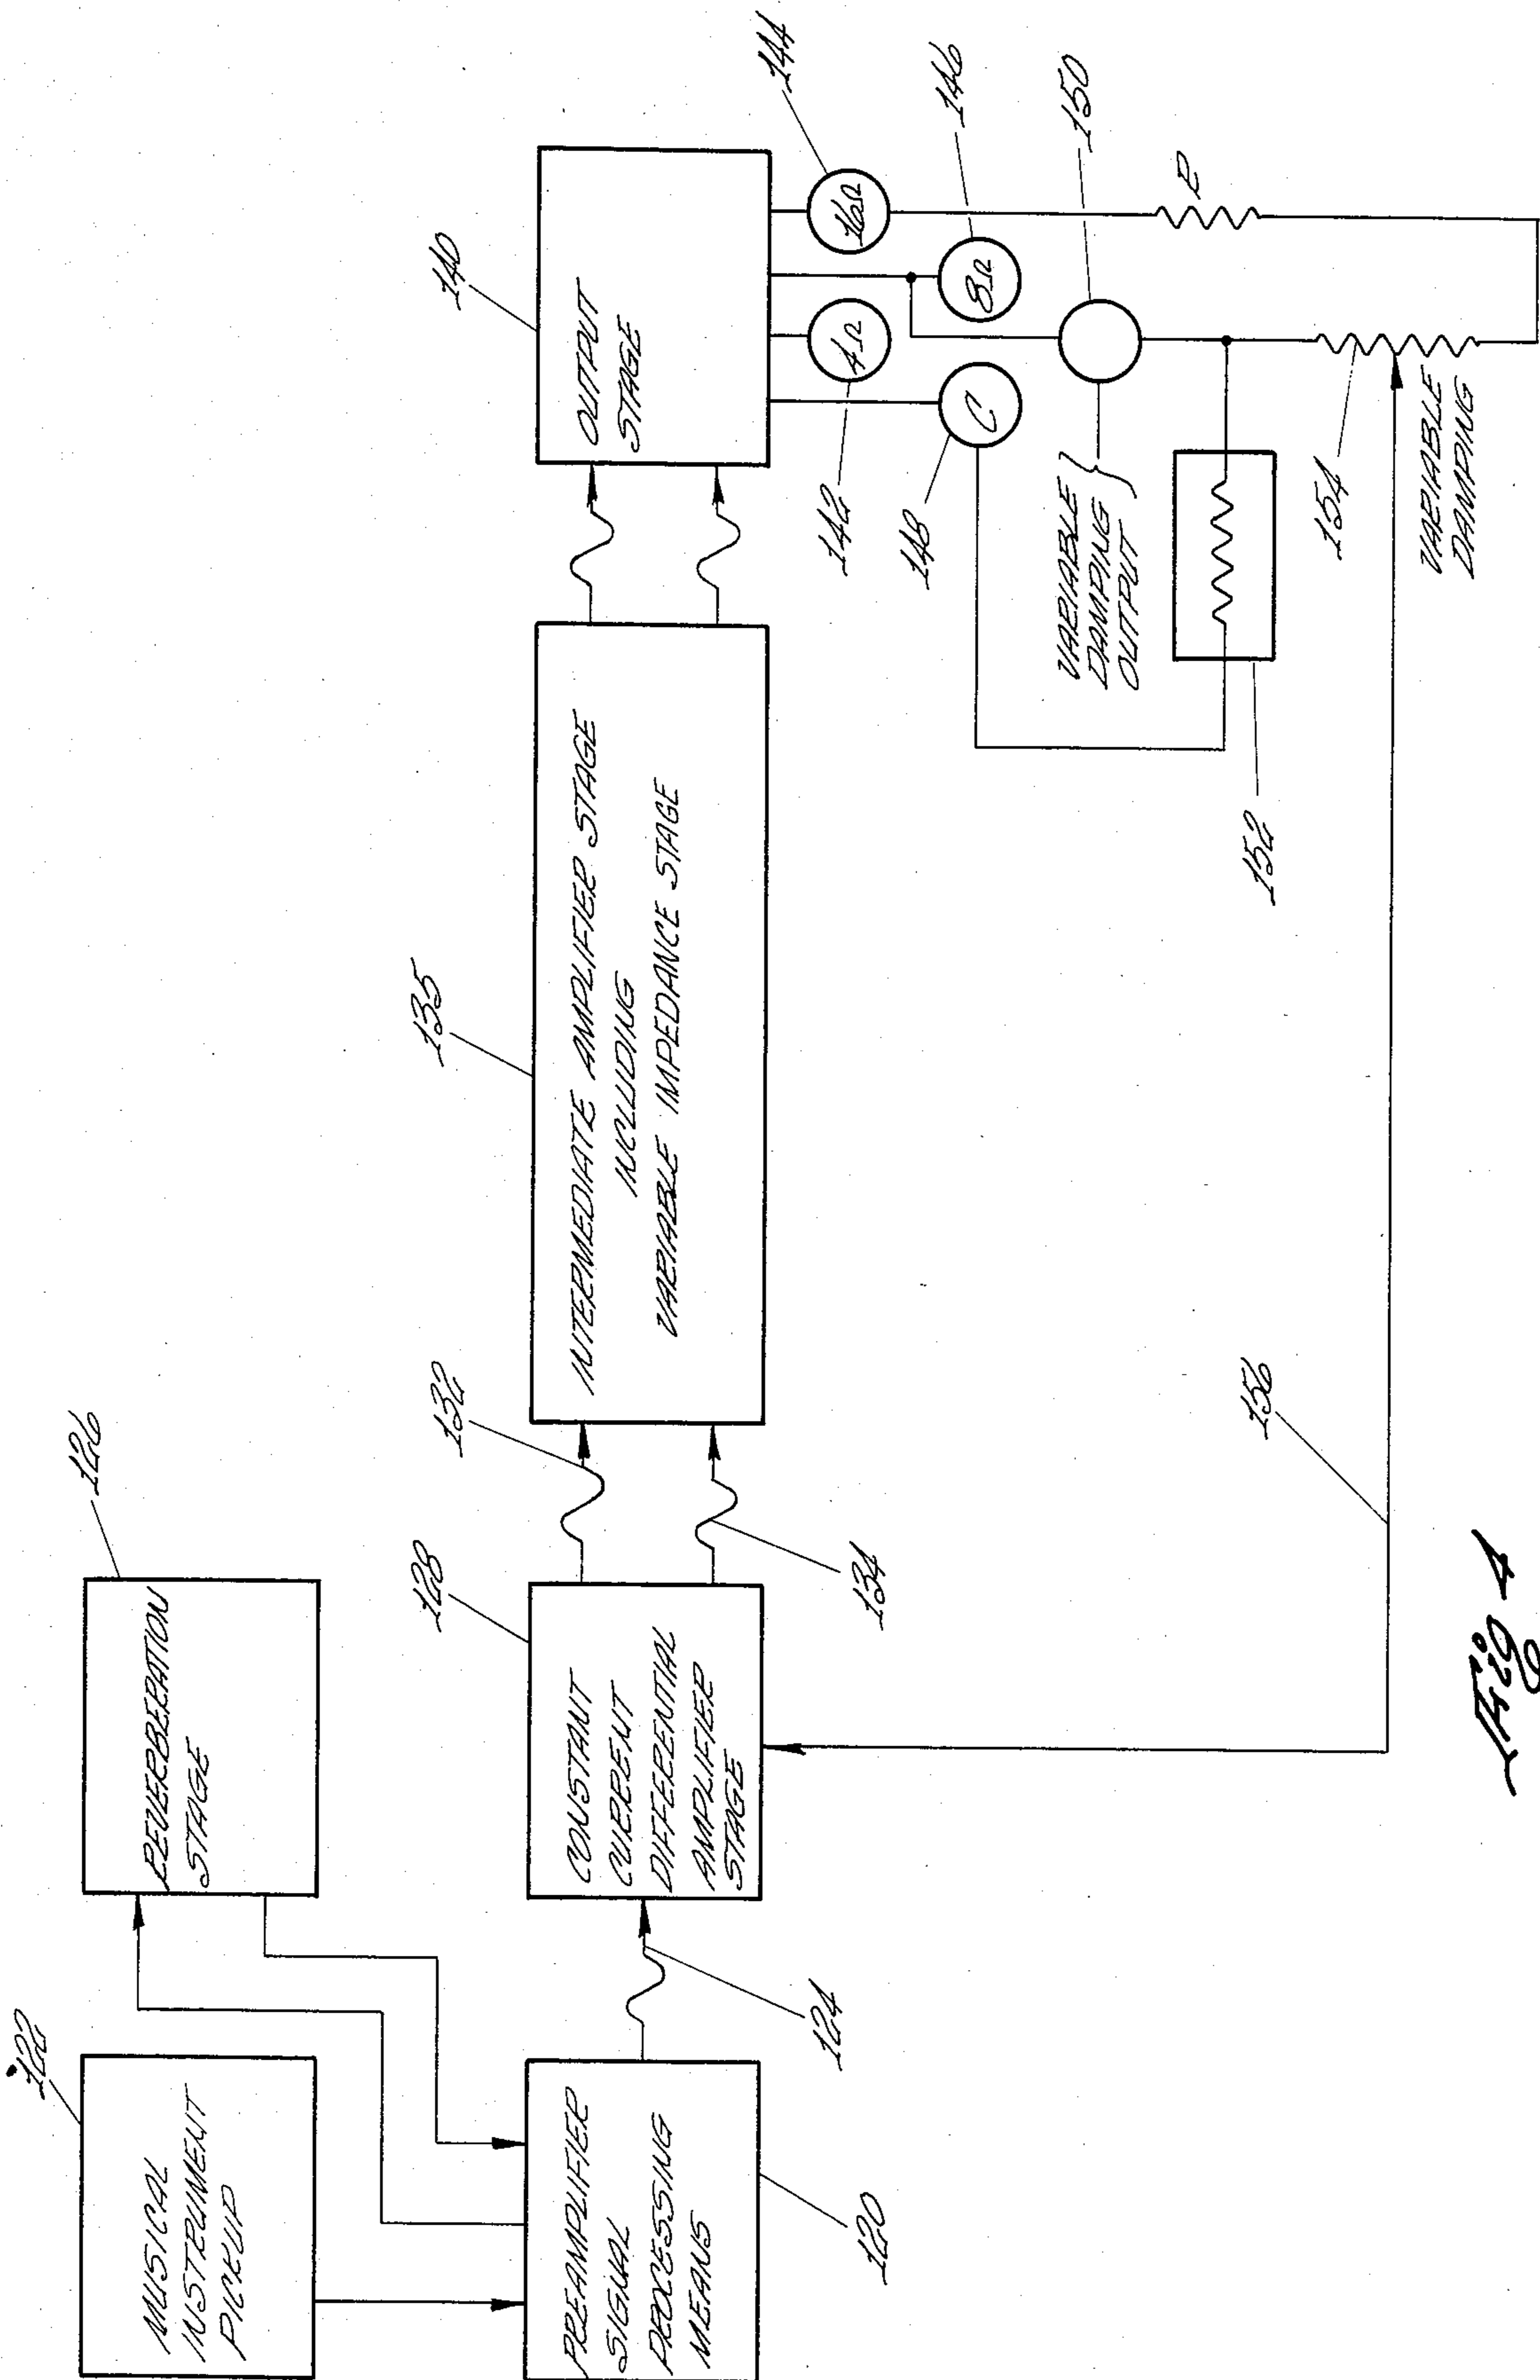 122
MUSICAL
INSTRUMENT
PICKUP
126
REVERBERATION
STAGE
PREAMPLIFIER
SIGNAL
PROCESSING
MEANS
120
124
128
CONSTANT
CURRENT
DIFFERENTIAL
AMPLIFIER
STAGE
132
134
135
INTERMEDIATE AMPLIFIER STAGE
INCLUDING
VARIABLE IMPEDANCE STAGE
140
OUTPUT
STAGE
142
4Ω
144
16Ω
146
8Ω
148
C
150
VARIABLE
DAMPING
OUTPUT
152
R
154
VARIABLE
DAMPING
156
Fig 4